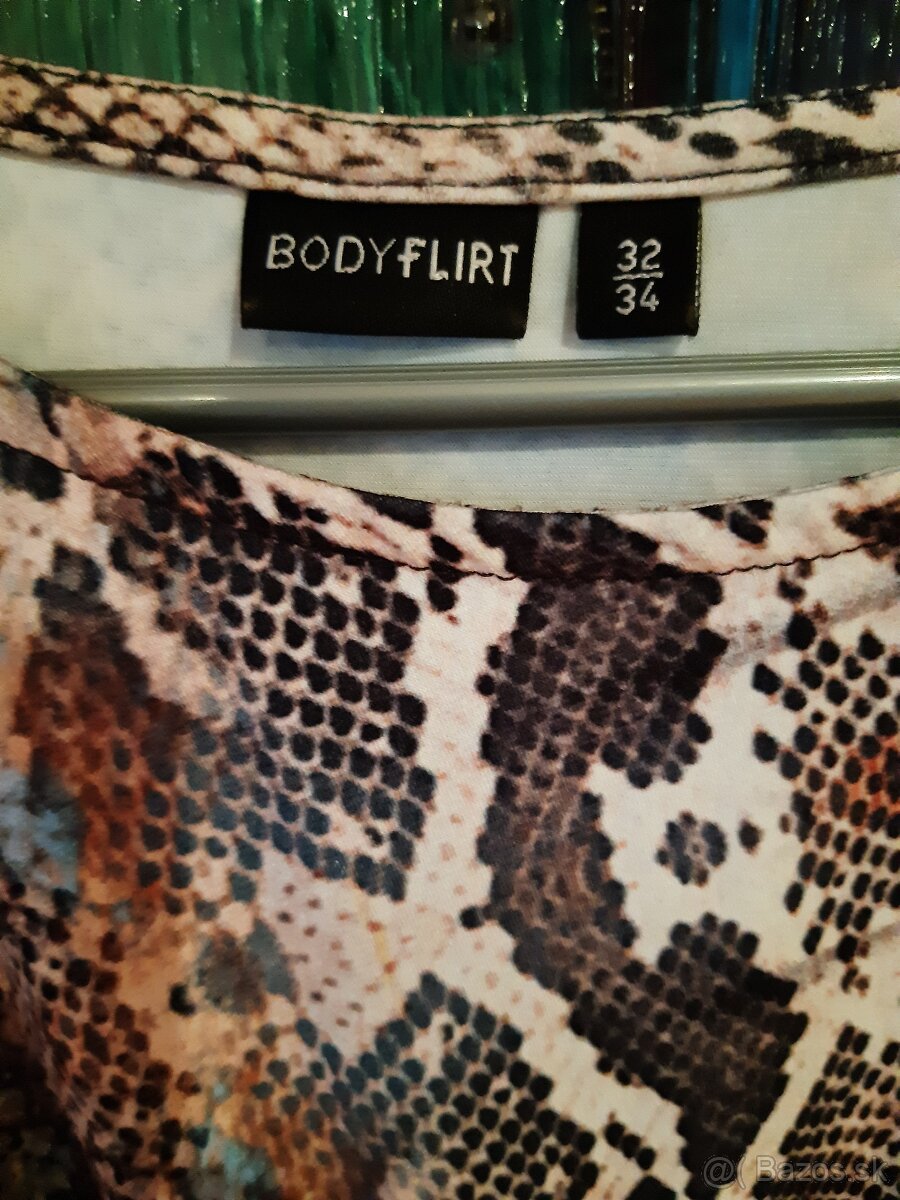 BODYFLIRT
32
34
@( Bazos.sk